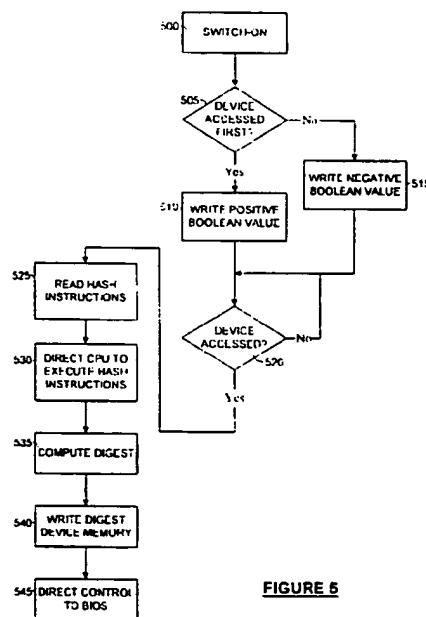 500
SWITCH-ON
505
DEVICE
ACCESSED
FIRST?
No
Yes
510
WRITE POSITIVE
BOOLEAN VALUE
WRITE NEGATIVE
BOOLEAN VALUE
515
525
READ HASH
INSTRUCTIONS
DEVICE
ACCESSED?
No
520
Yes
530
DIRECT CPU TO
EXECUTE HASH
INSTRUCTIONS
535
COMPUTE DIGEST
540
WRITE DIGEST
DEVICE MEMORY
545
DIRECT CONTROL
TO BIOS
FIGURE 5